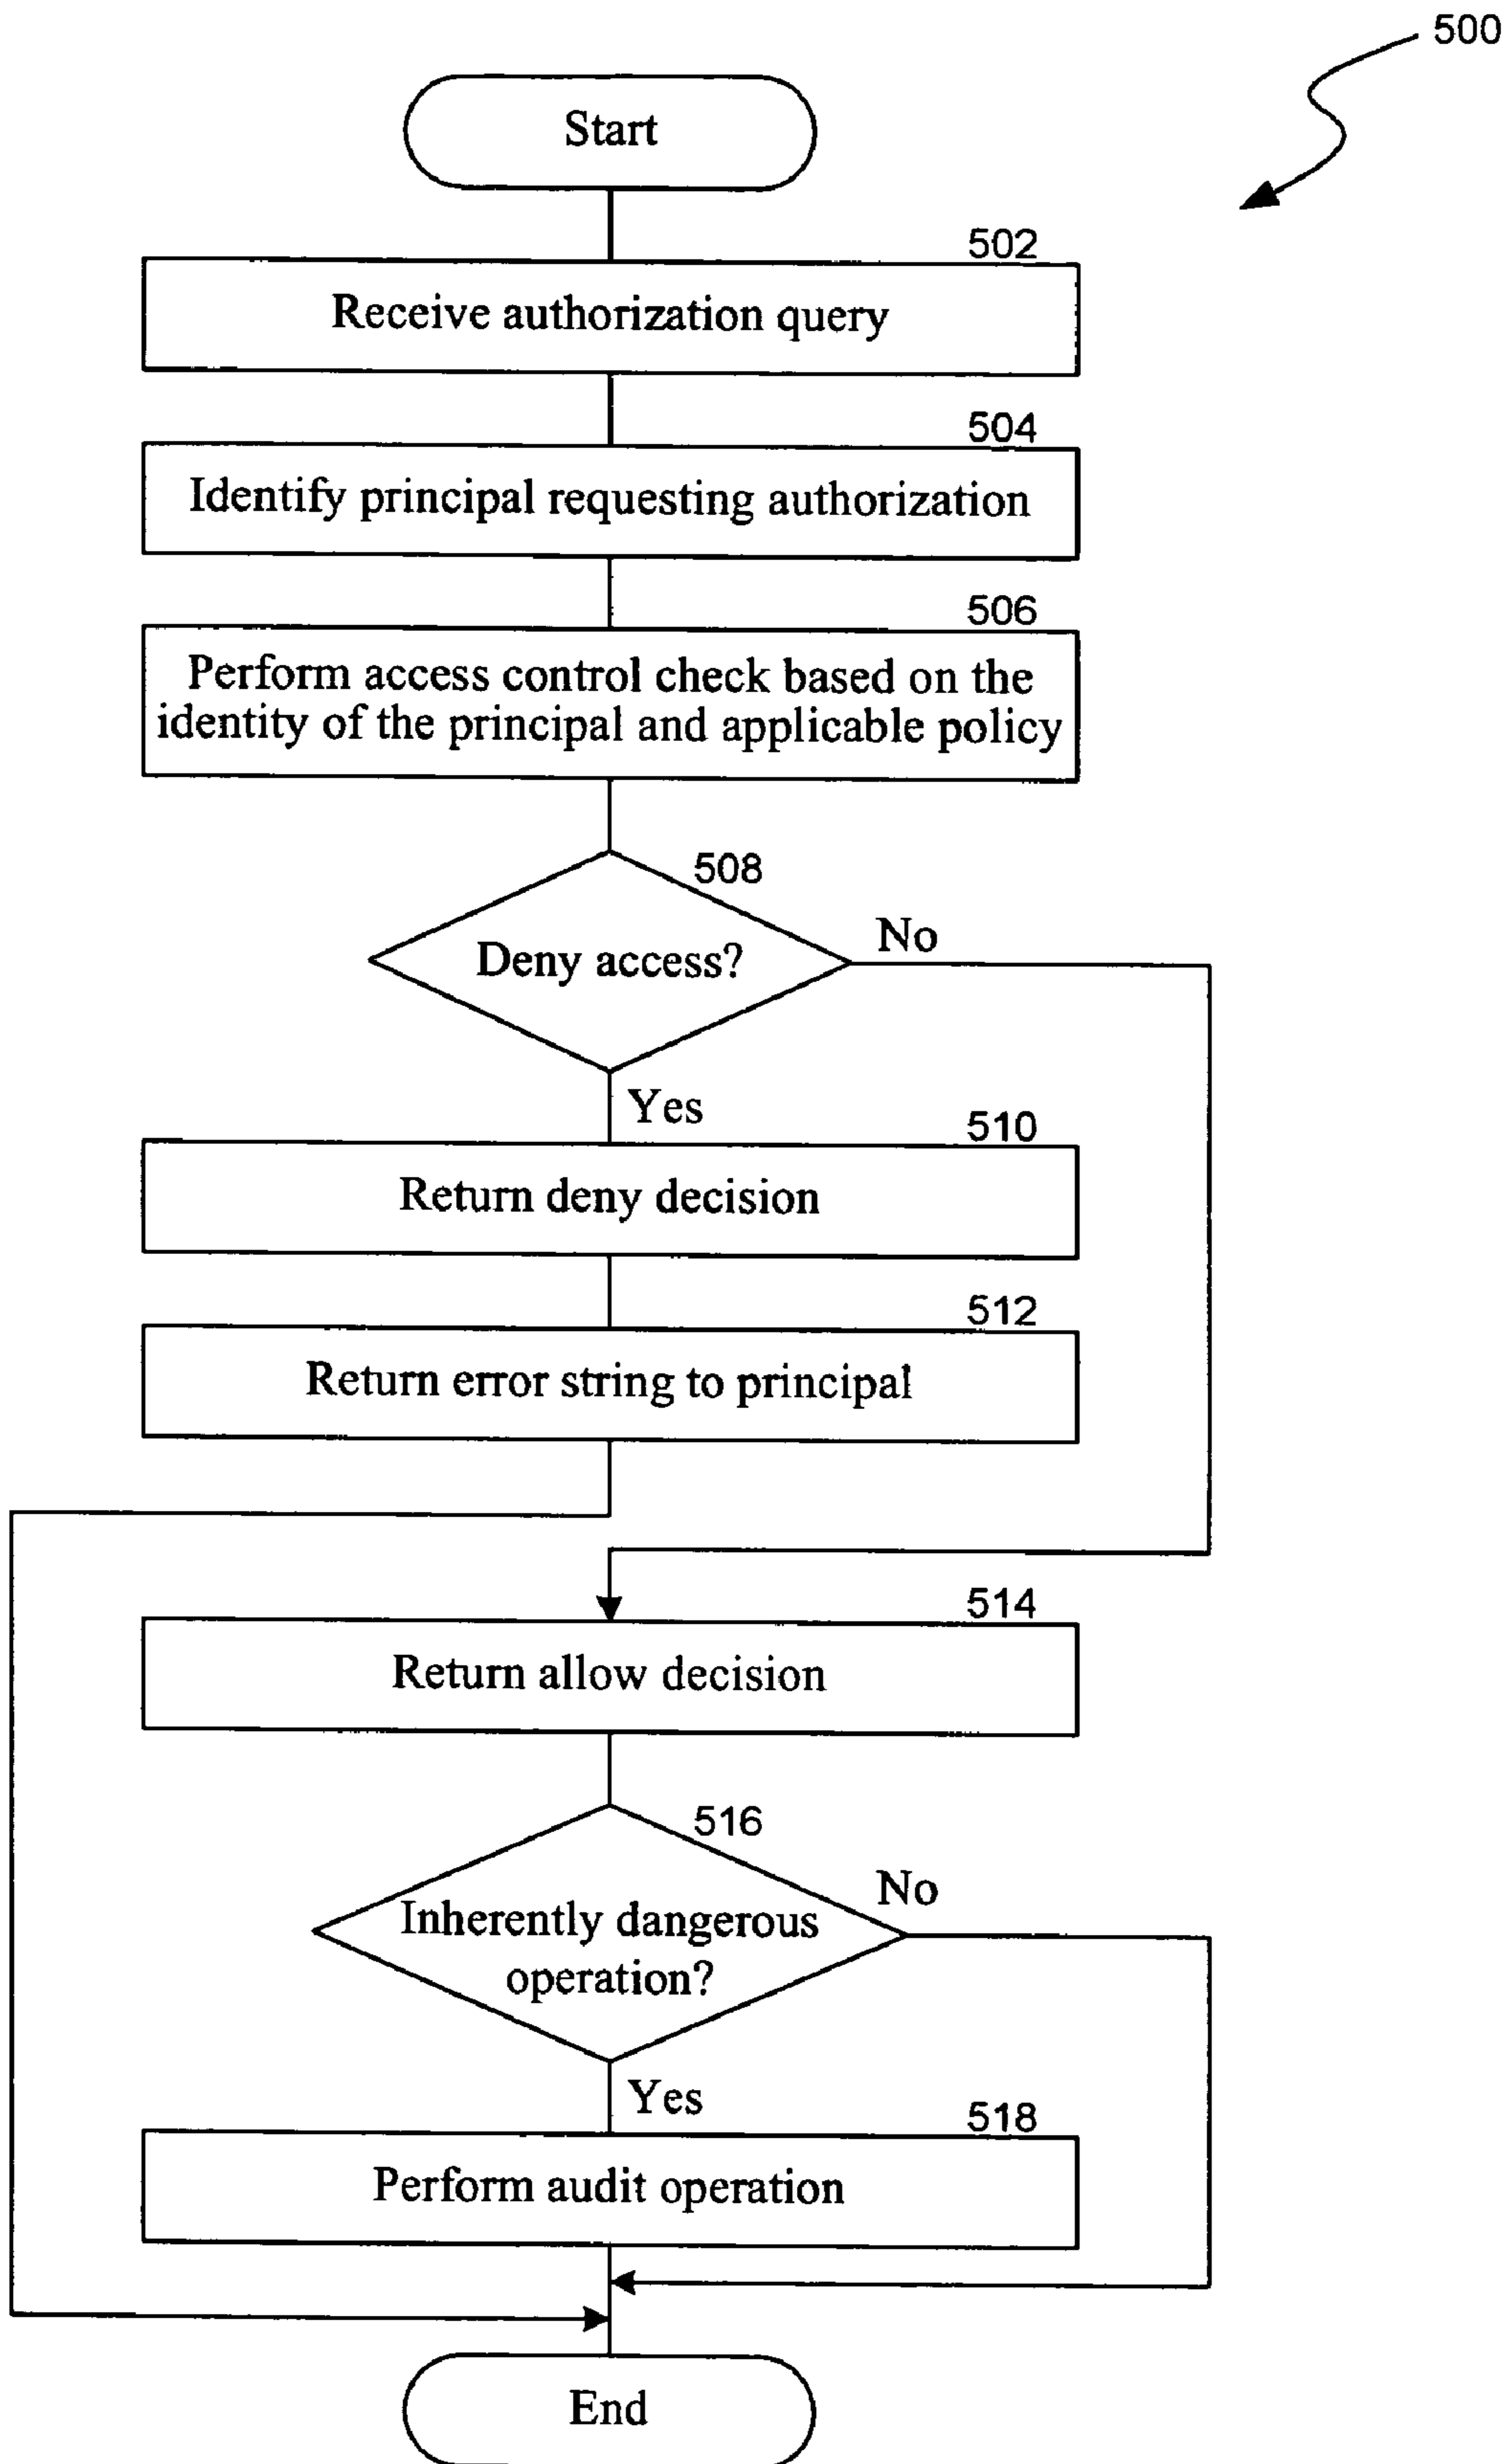 500
Start
502
Receive authorization query
504
Identify principal requesting authorization
506
Perform access control check based on the
identity of the principal and applicable policy
508
Deny access?
No
Yes
510
Return deny decision
512
Return error string to principal
514
Return allow decision
516
Inherently dangerous
operation?
No
Yes
518
Perform audit operation
End